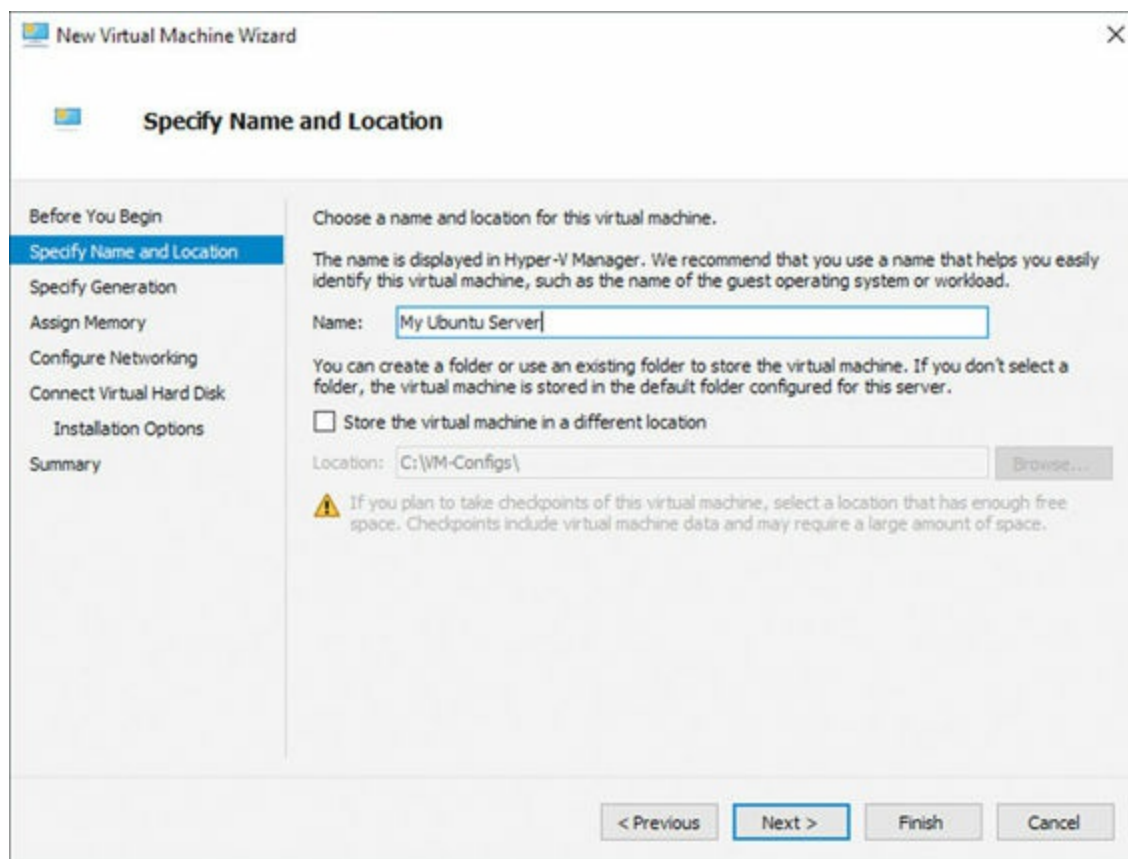 New Virtual Machine Wizard
Specify Name and Location
Before You Begin
Specify Name and Location
Specify Generation
Assign Memory
Configure Networking
Connect Virtual Hard Disk
Installation Options
Summary
Choose a name and location for this virtual machine.
The name is displayed in Hyper-V Manager. We recommend that you use a name that helps you easily
identify this virtual machine, such as the name of the guest operating system or workload.
Name: My Ubuntu Server
You can create a folder or use an existing folder to store the virtual machine. If you don't select a
folder, the virtual machine is stored in the default folder configured for this server.
Store the virtual machine in a different location
Location: C:\VM-Configs\ Browse...
If you plan to take checkpoints of this virtual machine, select a location that has enough free
space. Checkpoints include virtual machine data and may require a large amount of space.
< Previous Next > Finish Cancel